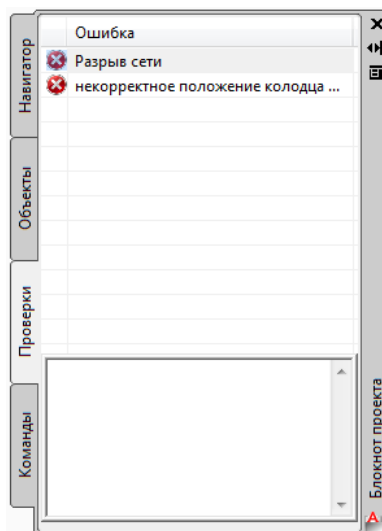 Ошибка
Разрыв сети
некорректное положение колодца ...
Навигатор
Объекты
Проверки
Команды
Блокнот проекта